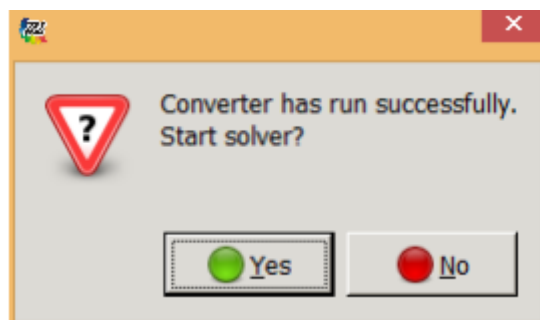 Converter has run successfully.
Start solver?
?
Yes
No